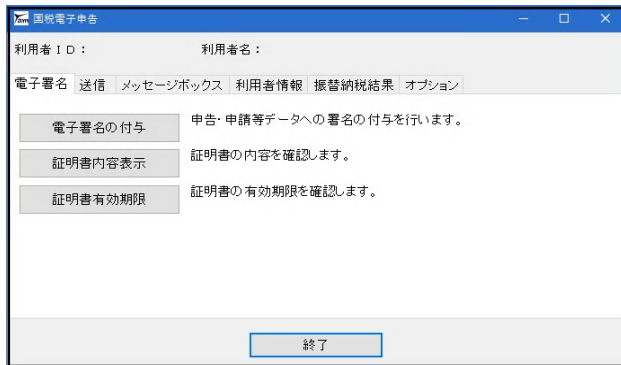 国税電子申告
利用者ID： 利用者名：
電子署名 送信 メッセージボックス 利用者情報 振替納税結果 オプション
電子署名の付与 申告・申請等データへの署名の付与を行います。
証明書内容表示 証明書の内容を確認します。
証明書有効期限 証明書の有効期限を確認します。
終了